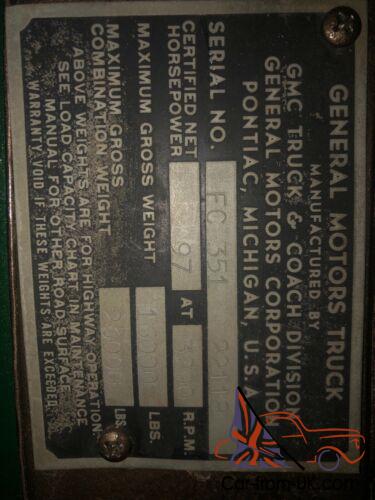 GENERAL MOTORS TRUCK
MANUFACTURED BY
GMC TRUCK & COACH DIVISION
GENERAL MOTORS CORPORATION
PONTIAC, MICHIGAN, U.S.A.
SERIAL NO. FC 351
CERTIFIED NET
HORSEPOWER 97 AT R.P.M.
MAXIMUM GROSS WEIGHT LBS.
MAXIMUM GROSS
COMBINATION WEIGHT LBS.
ABOVE WEIGHTS ARE FOR HIGHWAY OPERATION.
SEE LOAD CAPACITY CHART IN MAINTENANCE
MANUAL FOR OTHER ROAD SURFACE.
WARRANTY VOID IF THESE WEIGHTS ARE EXCEEDED.
Car-from-UK.com